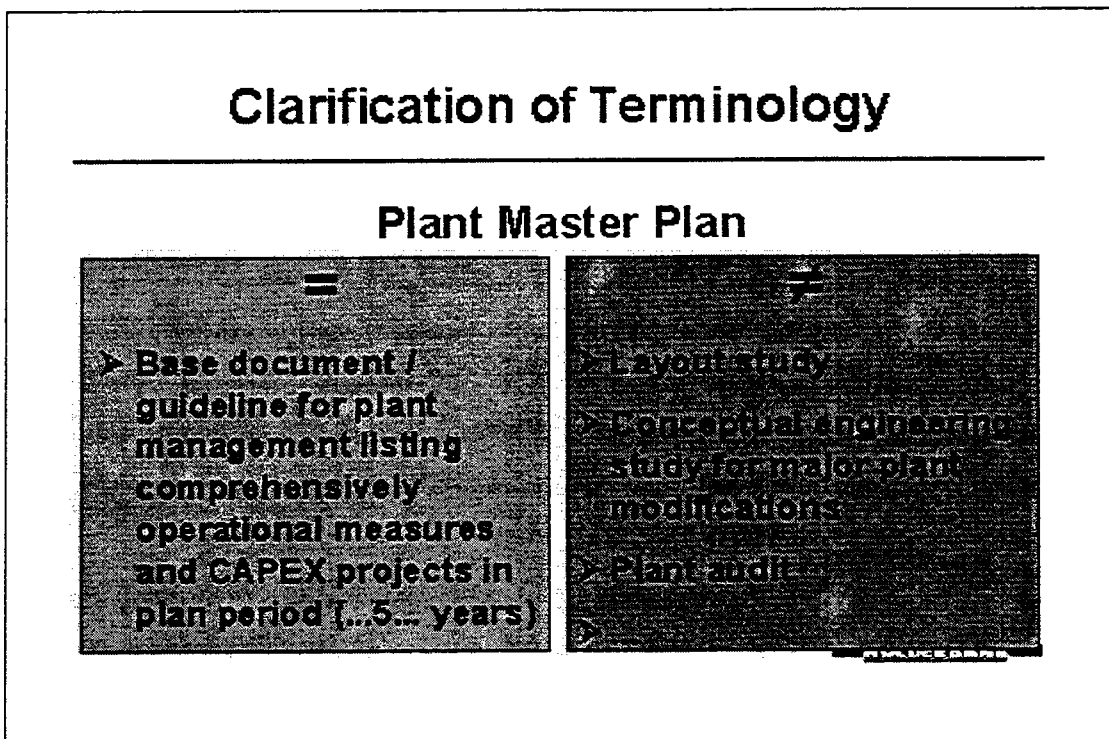 Clarification of Terminology
Plant Master Plan
=
➤ Base document /
guideline for plant
management listing
comprehensively
operational measures
and CAPEX projects in
plan period (...5... years)
≠
➤ Layout study
➤ Conceptual engineering
study for major plant
modifications
➤ Plant audit
➤